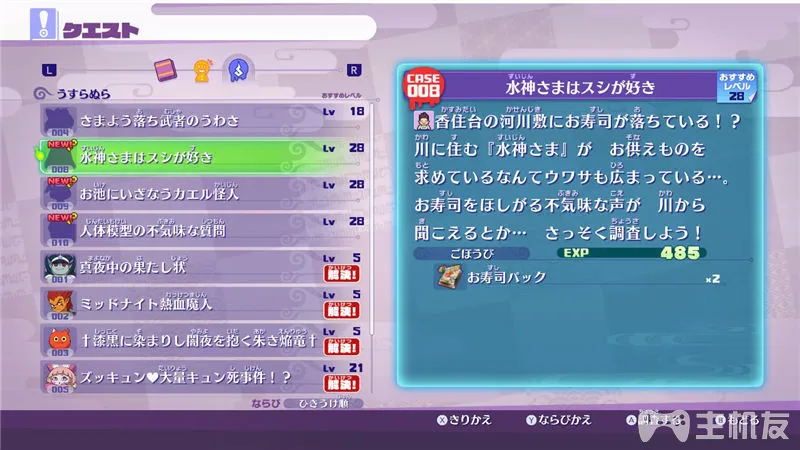 クエスト
L
R
うすらぬら
おすすめレベル
さまよう落ち武者のうわさ
Lv 18
004
NEW!
水神さまはスシが好き
Lv 28
008
NEW!
お池にいざなうカエル怪人
Lv 28
009
NEW!
人体模型の不気味な質問
Lv 28
010
真夜中の果たし状
Lv 5
001
解決!
ミッドナイト熱血魔人
Lv 5
002
解決!
†漆黒に染まりし闇夜を抱く朱き焔竜†
Lv 5
003
解決!
ズッキュン♥大量キュン死事件！？
Lv 21
005
解決!
ならび
ひきうけ順
CASE
008
水神さまはスシが好き
おすすめ
レベル
28
香住台の河川敷にお寿司が落ちている！？
川に住む『水神さま』が　お供えものを
求めているなんてウワサも広まっている…。
お寿司をほしがる不気味な声が　川から
聞こえるとか…　さっそく調査しよう！
ごほうび
EXP
485
お寿司パック
×2
Xきりかえ
Yならびかえ
A調査する
Bもどる
主机友